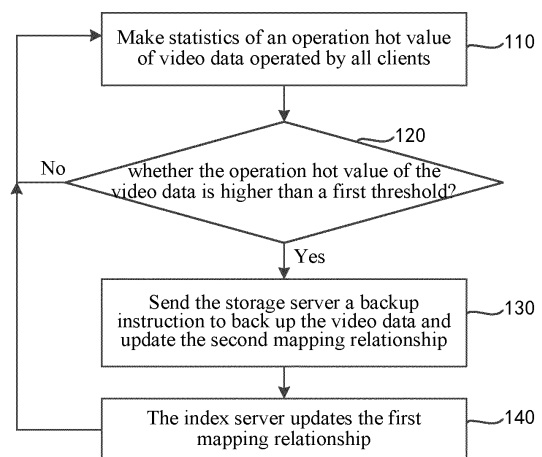 Make statistics of an operation hot value
of video data operated by all clients
110
120
No
whether the operation hot value of the
video data is higher than a first threshold?
Yes
Send the storage server a backup
instruction to back up the video data and
update the second mapping relationship
130
The index server updates the first
mapping relationship
140